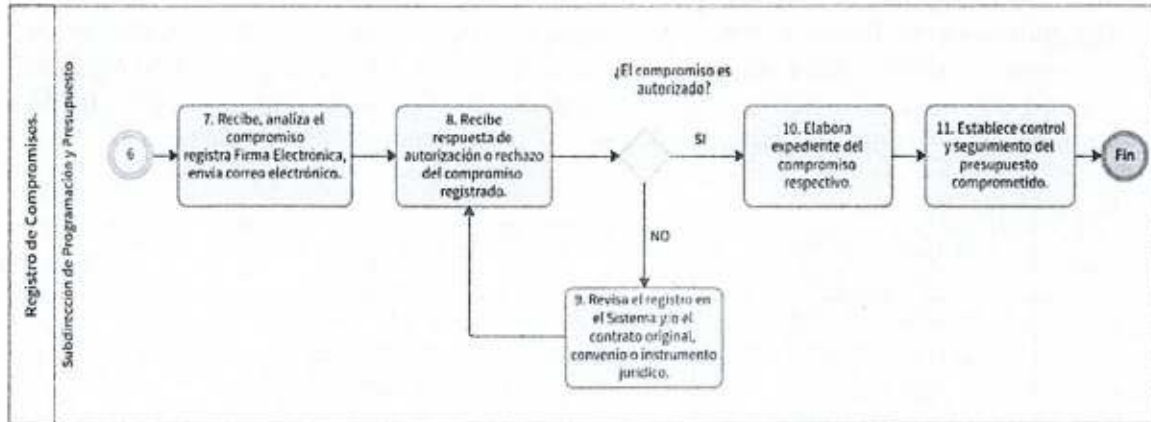 Registro de Compromisos.
Subdirección de Programación y Presupuesto
6
7. Recibe, analiza el
compromiso
registra Firma Electrónica,
envía correo electrónico.
8. Recibe
respuesta de
autorización o rechazo
del compromiso
registrado.
¿El compromiso es
autorizado?
SI
NO
9. Revisa el registro en
el Sistema y/o el
contrato original,
convenio o instrumento
jurídico.
10. Elabora
expediente del
compromiso
respectivo.
11. Establece control
y seguimiento del
presupuesto
comprometido.
Fin